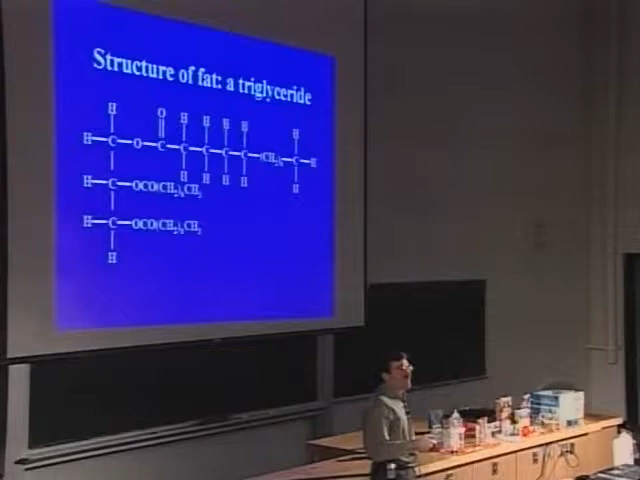 Structure of fat: a triglyceride
H O H H H H H
H—C—O—C—C—C—C—C—(CH₂)ₙ—C—H
H H H H H
H—C—OCO(CH₂)ₙCH₃
H—C—OCO(CH₂)ₙCH₃
H